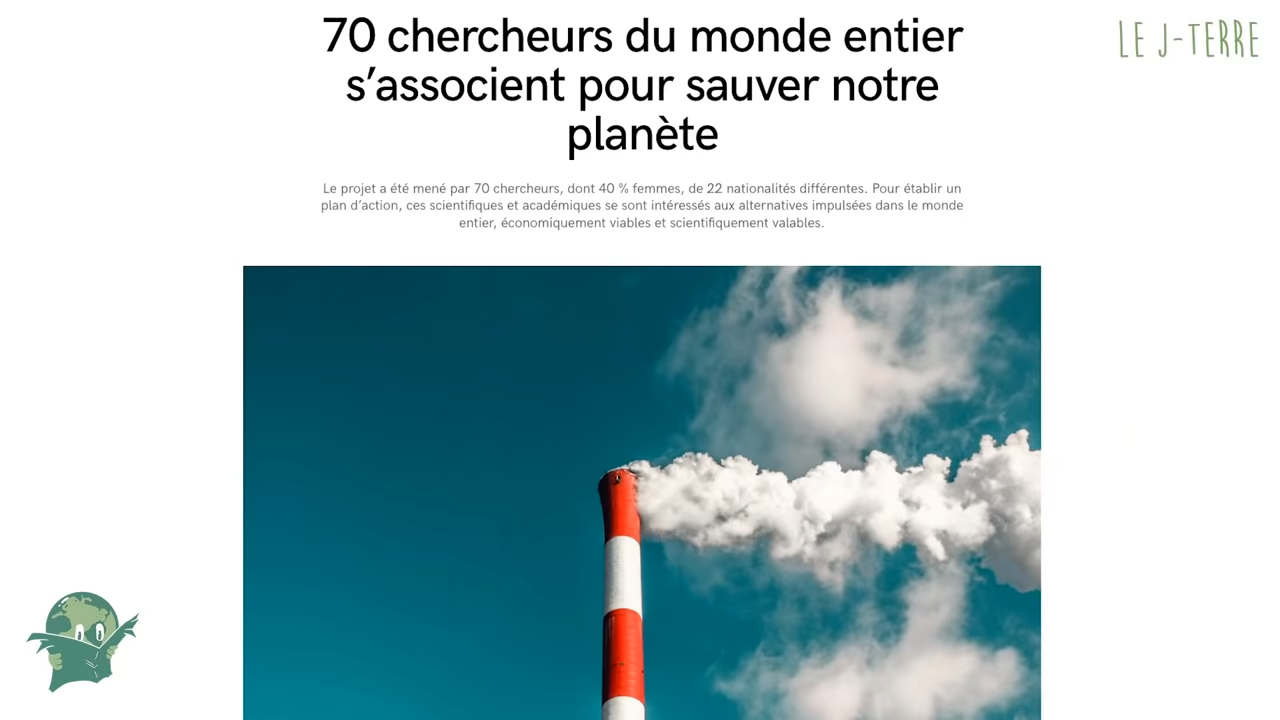 70 chercheurs du monde entier
s’associent pour sauver notre
planète
LE J-TERRE
Le projet a été mené par 70 chercheurs, dont 40 % femmes, de 22 nationalités différentes. Pour établir un
plan d’action, ces scientifiques et académiques se sont intéressés aux alternatives impulsées dans le monde
entier, économiquement viables et scientifiquement valables.